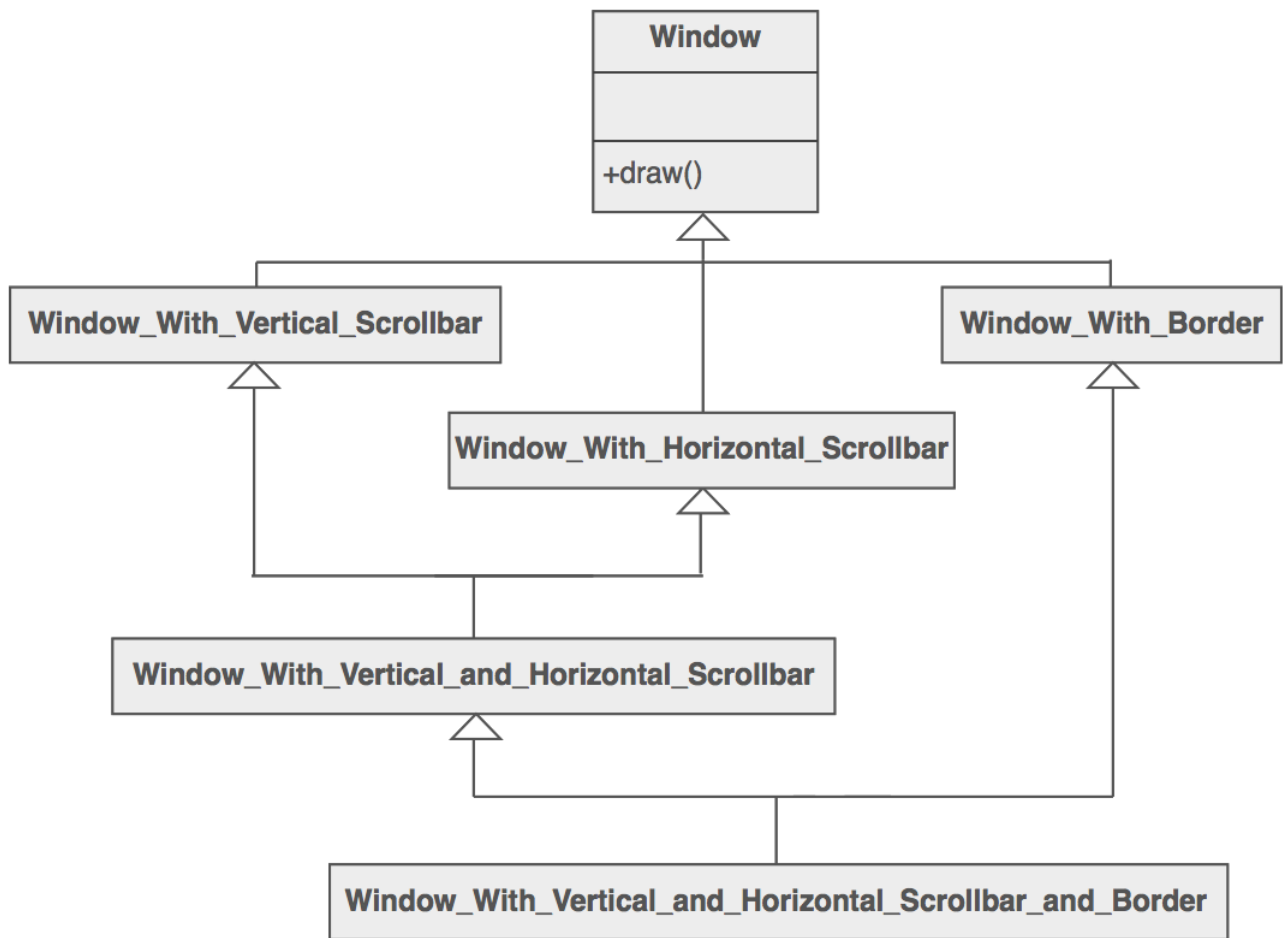 Window
+draw()
Window_With_Vertical_Scrollbar
Window_With_Border
Window_With_Horizontal_Scrollbar
Window_With_Vertical_and_Horizontal_Scrollbar
Window_With_Vertical_and_Horizontal_Scrollbar_and_Border